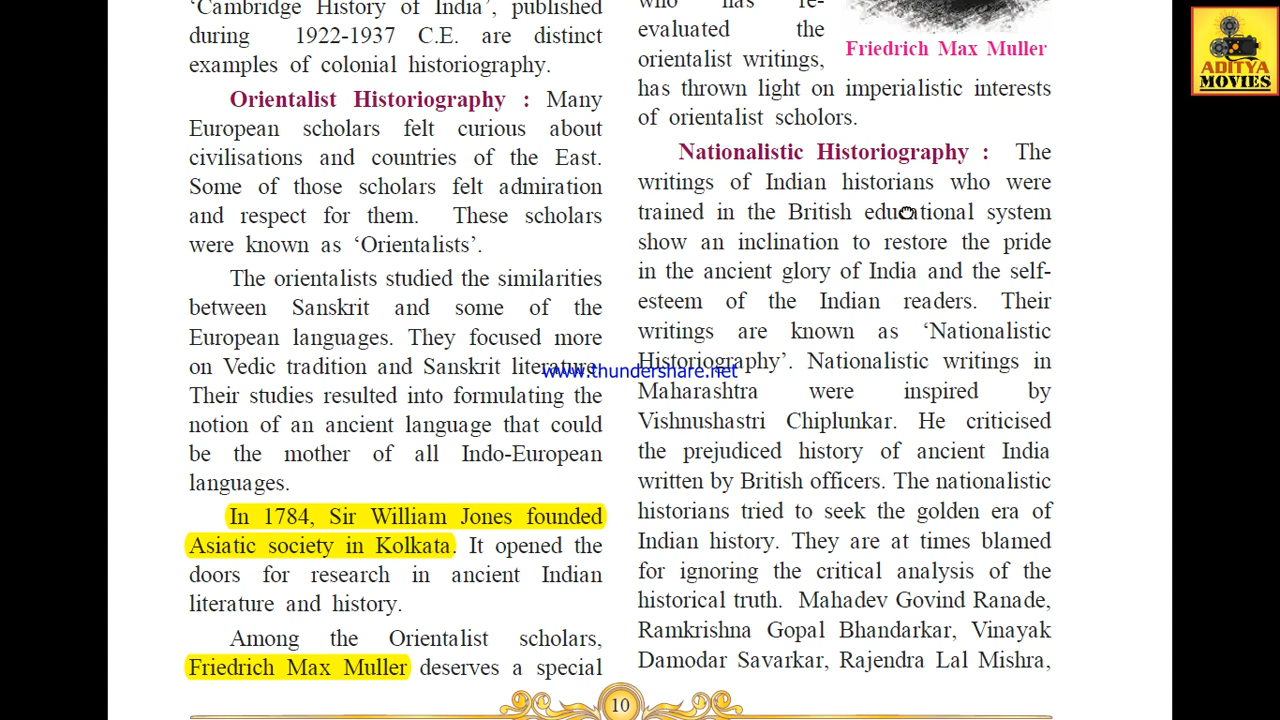 ‘Cambridge History of India’, published
during 1922-1937 C.E. are distinct
examples of colonial historiography.
Orientalist Historiography : Many
European scholars felt curious about
civilisations and countries of the East.
Some of those scholars felt admiration
and respect for them. These scholars
were known as ‘Orientalists’.
The orientalists studied the similarities
between Sanskrit and some of the
European languages. They focused more
on Vedic tradition and Sanskrit literature.
Their studies resulted into formulating the
notion of an ancient language that could
be the mother of all Indo-European
languages.
In 1784, Sir William Jones founded
Asiatic society in Kolkata. It opened the
doors for research in ancient Indian
literature and history.
Among the Orientalist scholars,
Friedrich Max Muller deserves a special
who has re-
evaluated the
orientalist writings,
Friedrich Max Muller
has thrown light on imperialistic interests
of orientalist scholors.
Nationalistic Historiography : The
writings of Indian historians who were
trained in the British educational system
show an inclination to restore the pride
in the ancient glory of India and the self-
esteem of the Indian readers. Their
writings are known as ‘Nationalistic
Historiography’. Nationalistic writings in
Maharashtra were inspired by
Vishnushastri Chiplunkar. He criticised
the prejudiced history of ancient India
written by British officers. The nationalistic
historians tried to seek the golden era of
Indian history. They are at times blamed
for ignoring the critical analysis of the
historical truth. Mahadev Govind Ranade,
Ramkrishna Gopal Bhandarkar, Vinayak
Damodar Savarkar, Rajendra Lal Mishra,
10
www.thundershare.net
ADITYA
MOVIES